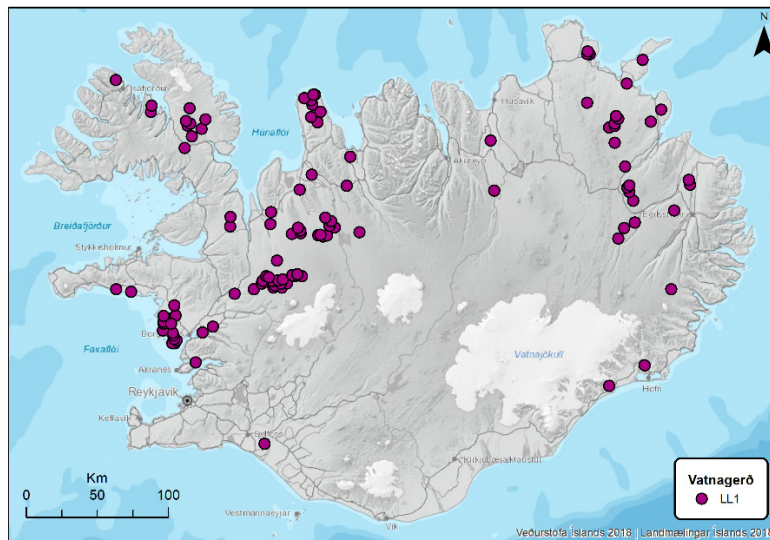 N
Ísafjörður
Húsavík
Húnaflói
Akureyri
Breiðafjörður
Egilsstaðir
Stykkishólmur
Faxaflói
Vatnajökull
Akranes
Reykjavík
Höfn
Keflavík
Selfoss
Km
Kirkjubæjarklaustur
0 50 100
Vatnagerð
LL1
Vestmannaeyjar
Vík
Veðurstofa Íslands 2018 | Landmælingar Íslands 2018